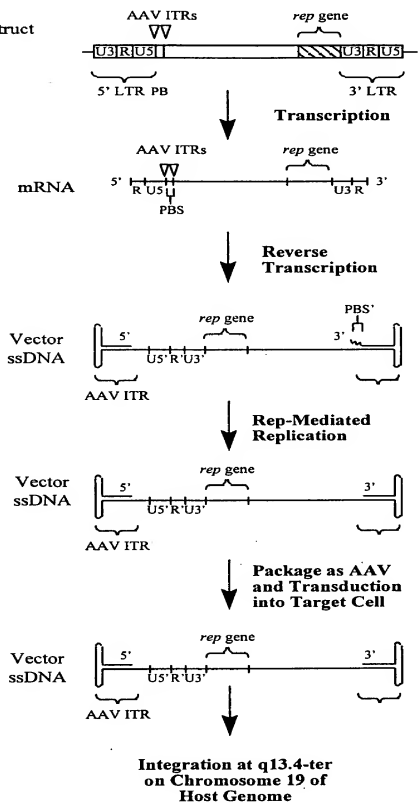 truct
AAV ITRs
rep gene
U3 R U5
U3 R U5
5' LTR PB
3' LTR
Transcription
AAV ITRs
rep gene
mRNA
5'
3'
R U5
U3 R
PBS
Reverse
Transcription
PBS'
rep gene
Vector
ssDNA
5'
3'
U5' R' U3'
AAV ITR
Rep-Mediated
Replication
rep gene
Vector
ssDNA
5'
3'
U5' R' U3'
AAV ITR
Package as AAV
and Transduction
into Target Cell
rep gene
Vector
ssDNA
5'
3'
U5' R' U3'
AAV ITR
Integration at q13.4-ter
on Chromosome 19 of
Host Genome